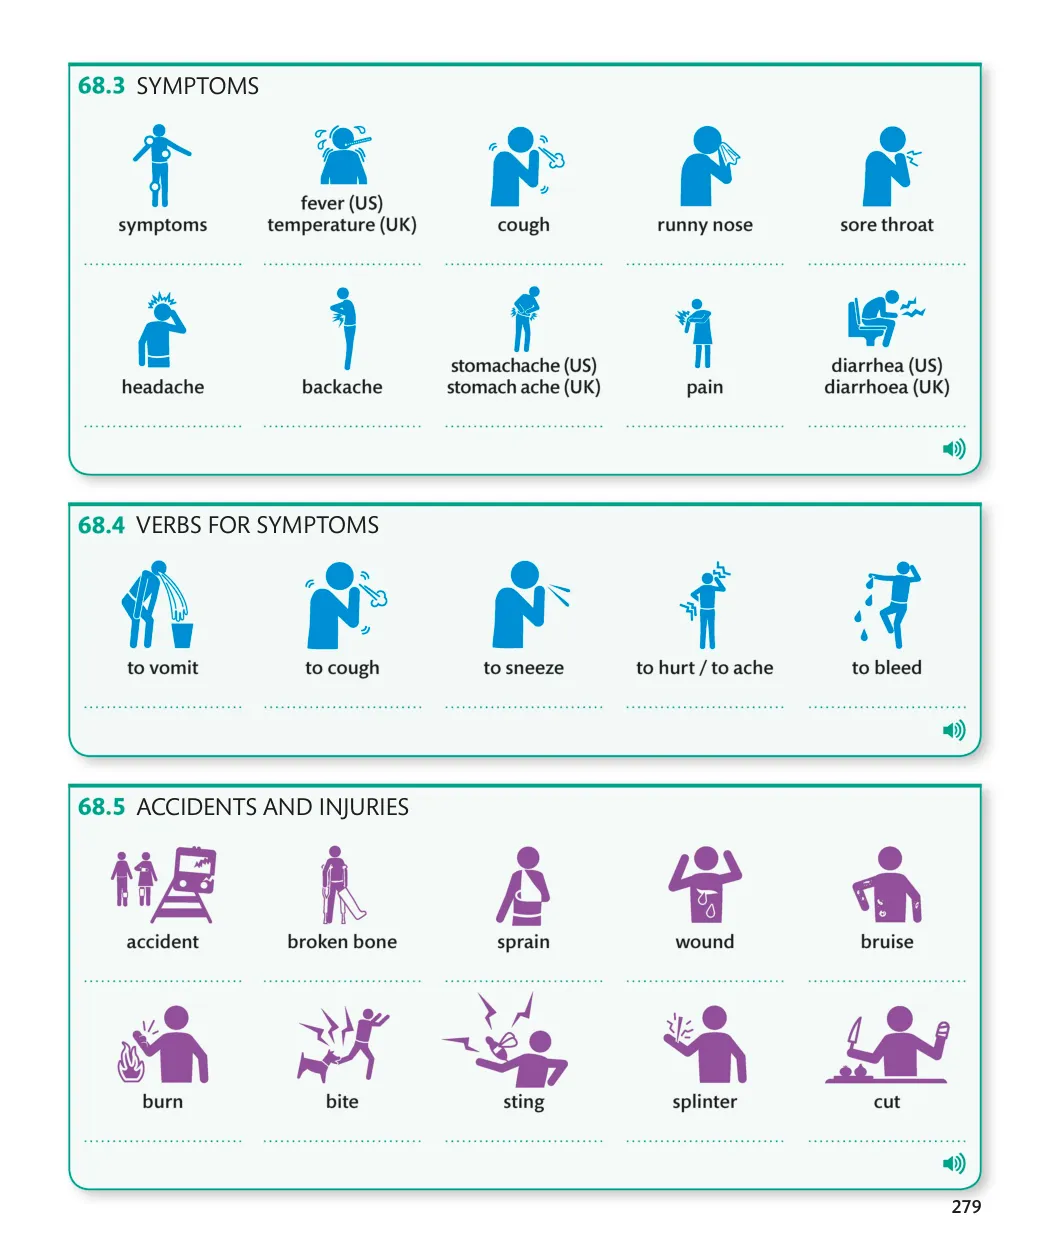 68.3 SYMPTOMS
symptoms
fever (US)
temperature (UK)
cough
runny nose
sore throat
headache
backache
stomachache (US)
stomach ache (UK)
pain
diarrhea (US)
diarrhoea (UK)
68.4 VERBS FOR SYMPTOMS
to vomit
to cough
to sneeze
to hurt / to ache
to bleed
68.5 ACCIDENTS AND INJURIES
accident
broken bone
sprain
wound
bruise
burn
bite
sting
splinter
cut
279